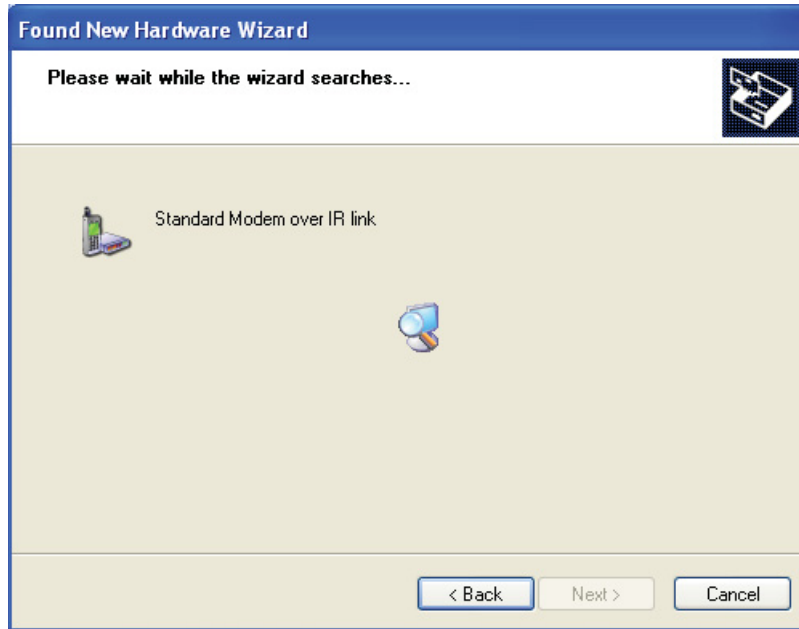 Found New Hardware Wizard
Please wait while the wizard searches...
Standard Modem over IR link
< Back
Next >
Cancel